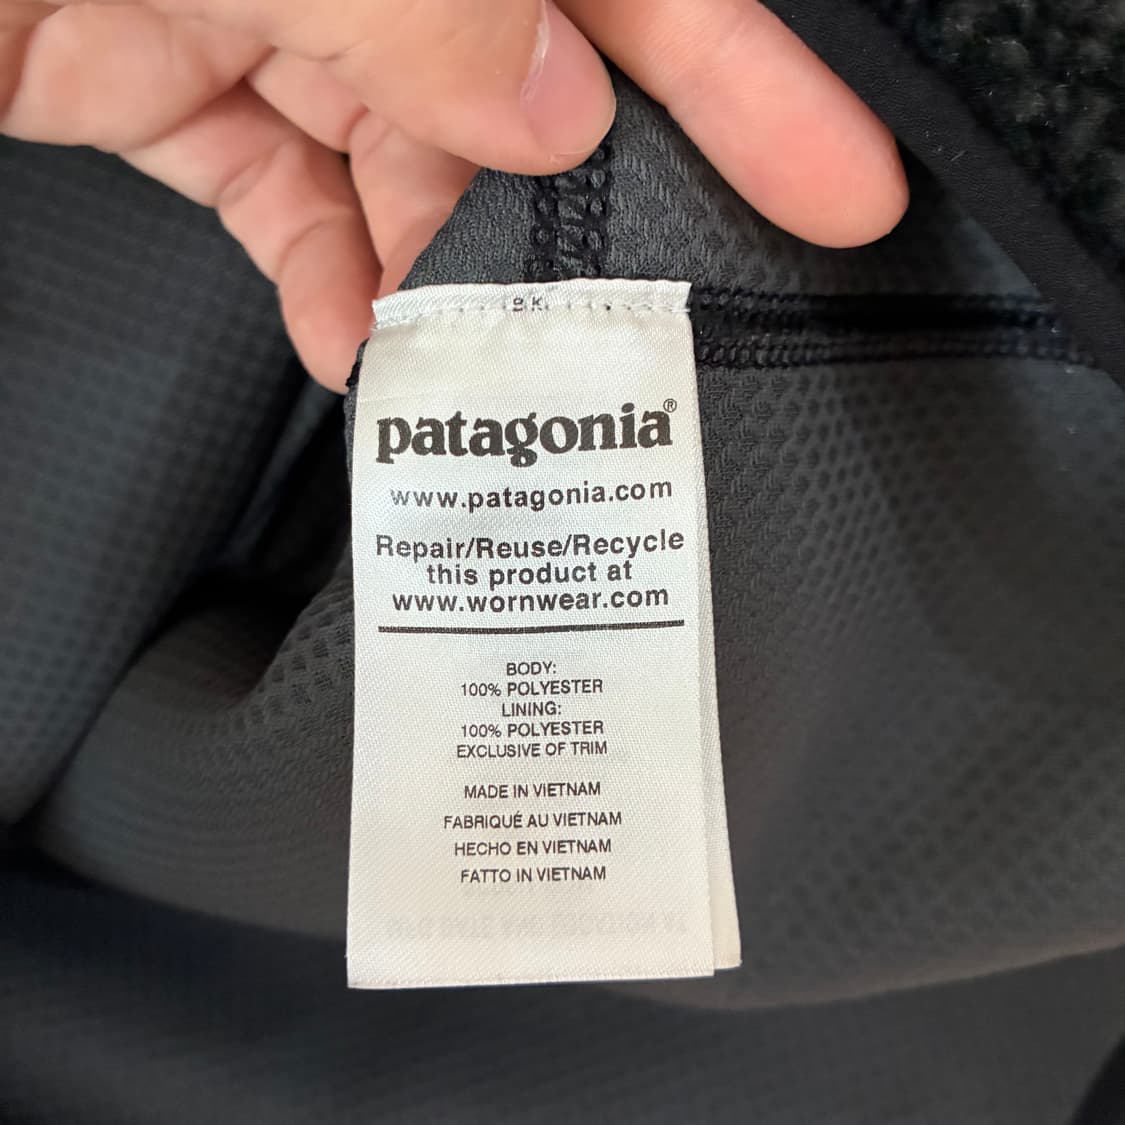 patagonia®
www.patagonia.com
Repair/Reuse/Recycle
this product at
www.wornwear.com
BODY:
100% POLYESTER
LINING:
100% POLYESTER
EXCLUSIVE OF TRIM
MADE IN VIETNAM
FABRIQUÉ AU VIETNAM
HECHO EN VIETNAM
FATTO IN VIETNAM